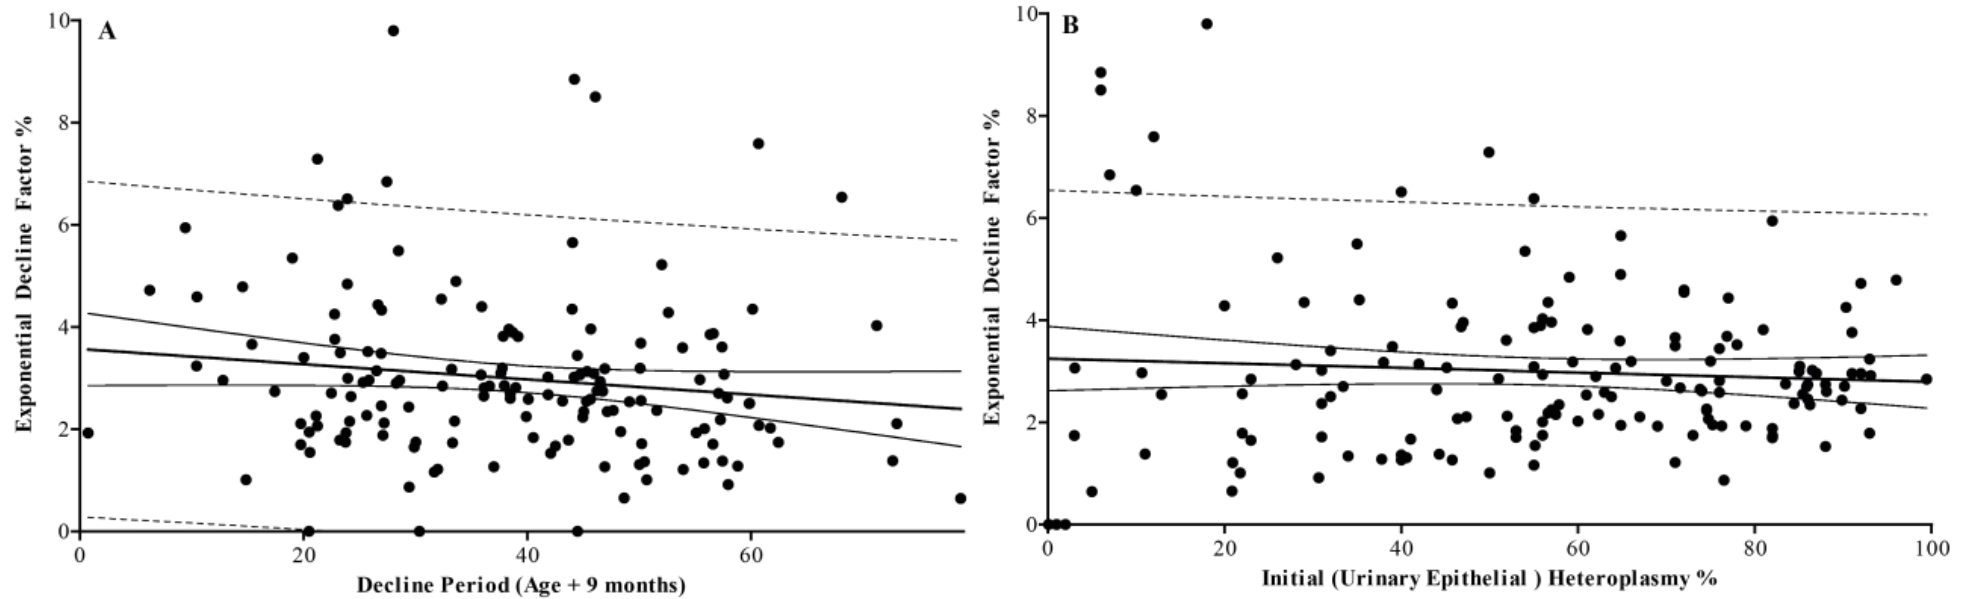 A
Exponential Decline Factor %
10
8
6
4
2
0
0 20 40 60
Decline Period (Age + 9 months)
B
Exponential Decline Factor %
10
8
6
4
2
0
0 20 40 60 80 100
Initial (Urinary Epithelial ) Heteroplasmy %